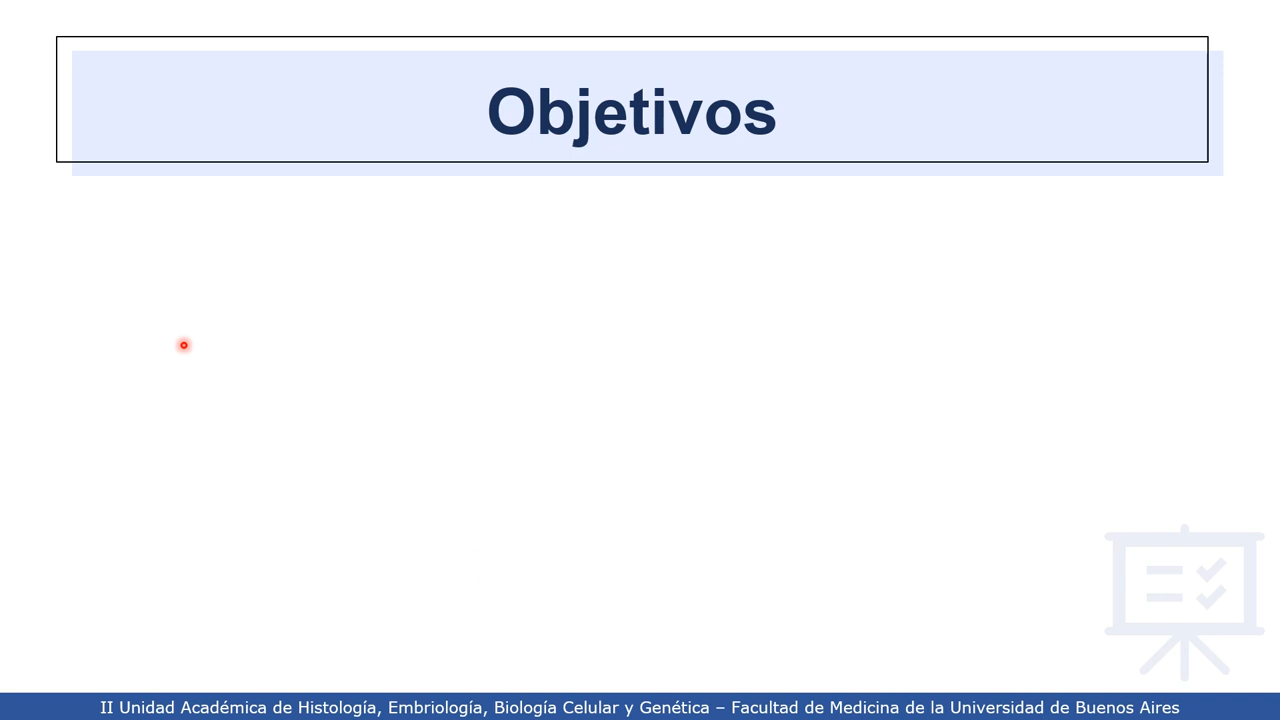 Objetivos
II Unidad Académica de Histología, Embriología, Biología Celular y Genética – Facultad de Medicina de la Universidad de Buenos Aires